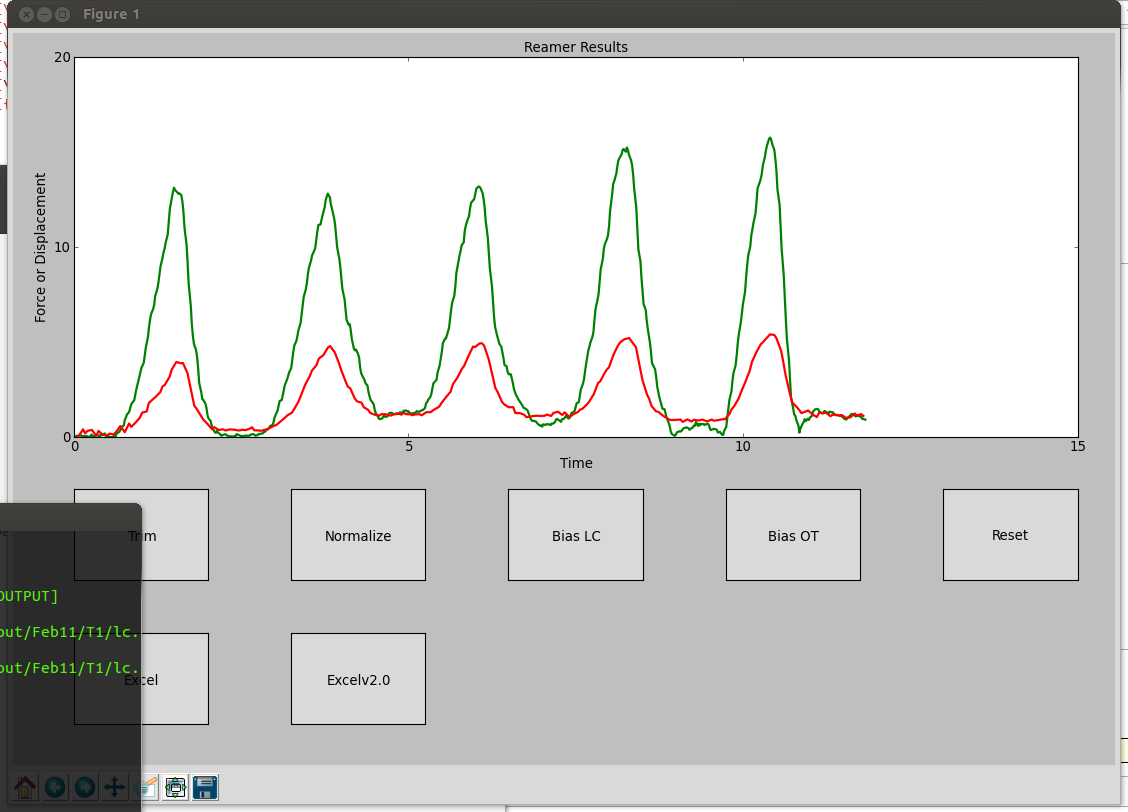 Figure 1
Reamer Results
20
10
0
Force or Displacement
0 5 10 15
Time
Trim
Normalize
Bias LC
Bias OT
Reset
OUTPUT]
out/Feb11/T1/lc.
out/Feb11/T1/lc.
Excel
Excelv2.0